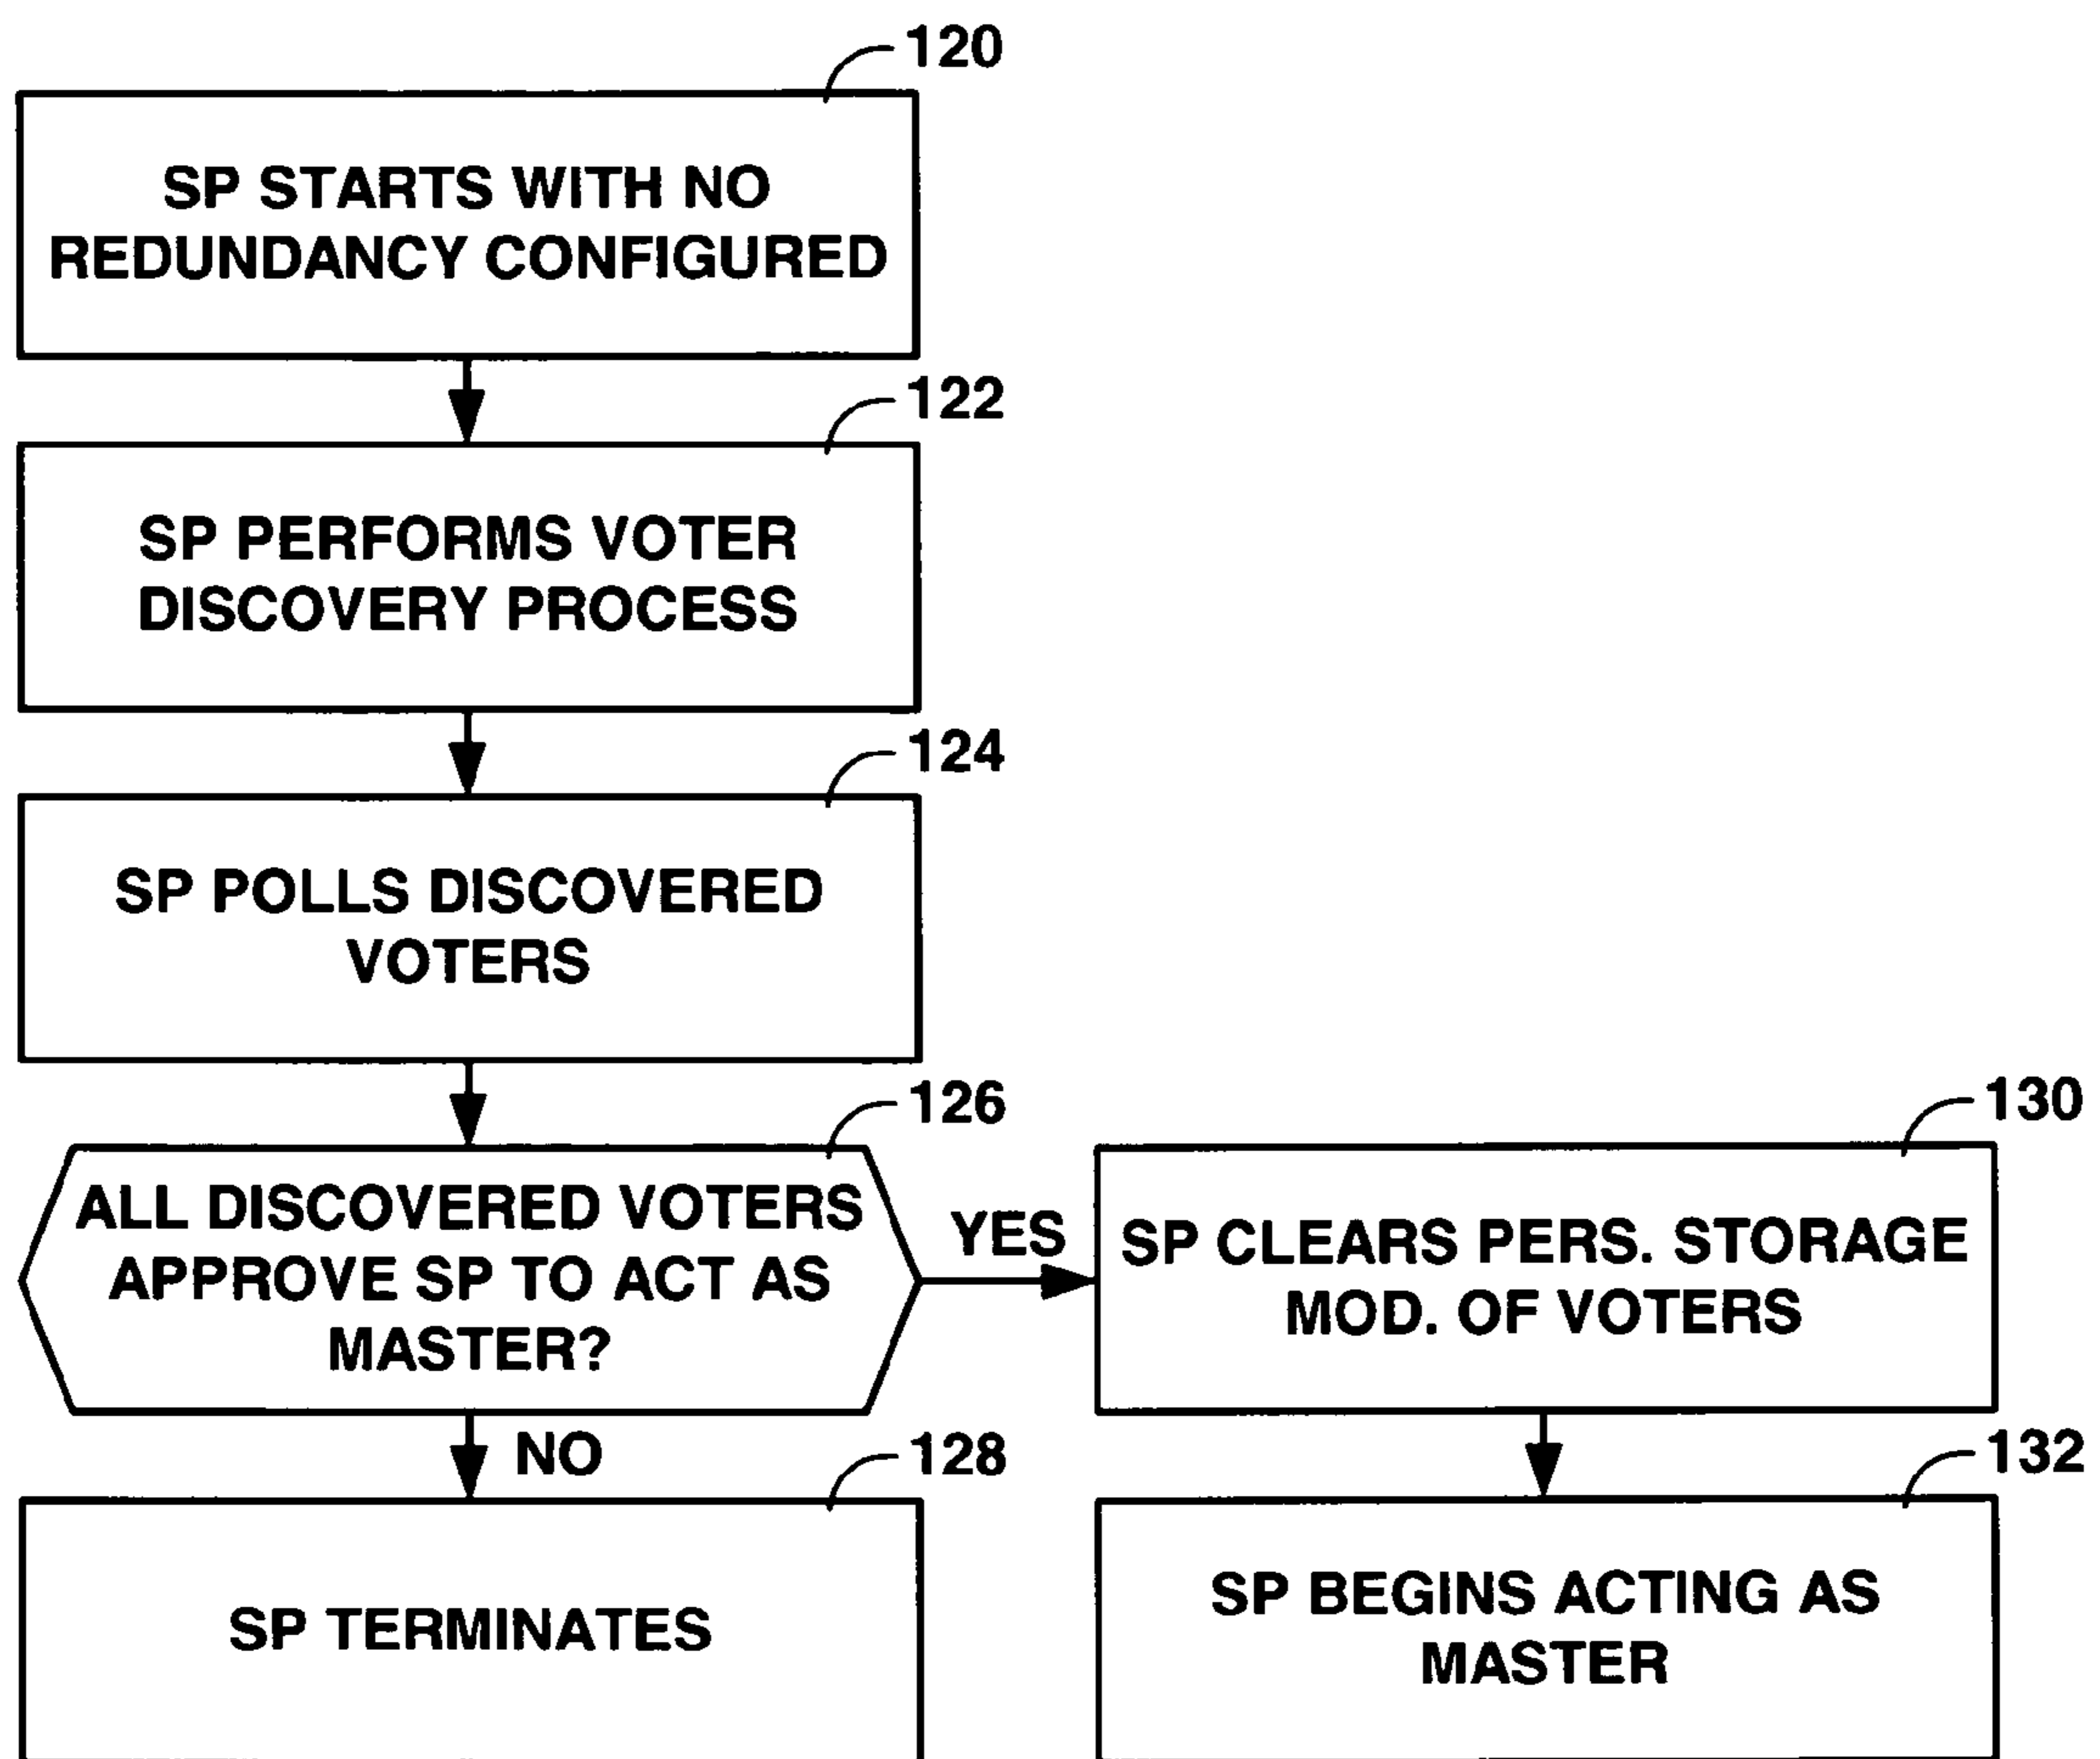 120
SP STARTS WITH NO
REDUNDANCY CONFIGURED
122
SP PERFORMS VOTER
DISCOVERY PROCESS
124
SP POLLS DISCOVERED
VOTERS
126
ALL DISCOVERED VOTERS
APPROVE SP TO ACT AS
MASTER?
YES
130
SP CLEARS PERS. STORAGE
MOD. OF VOTERS
NO
128
SP TERMINATES
132
SP BEGINS ACTING AS
MASTER